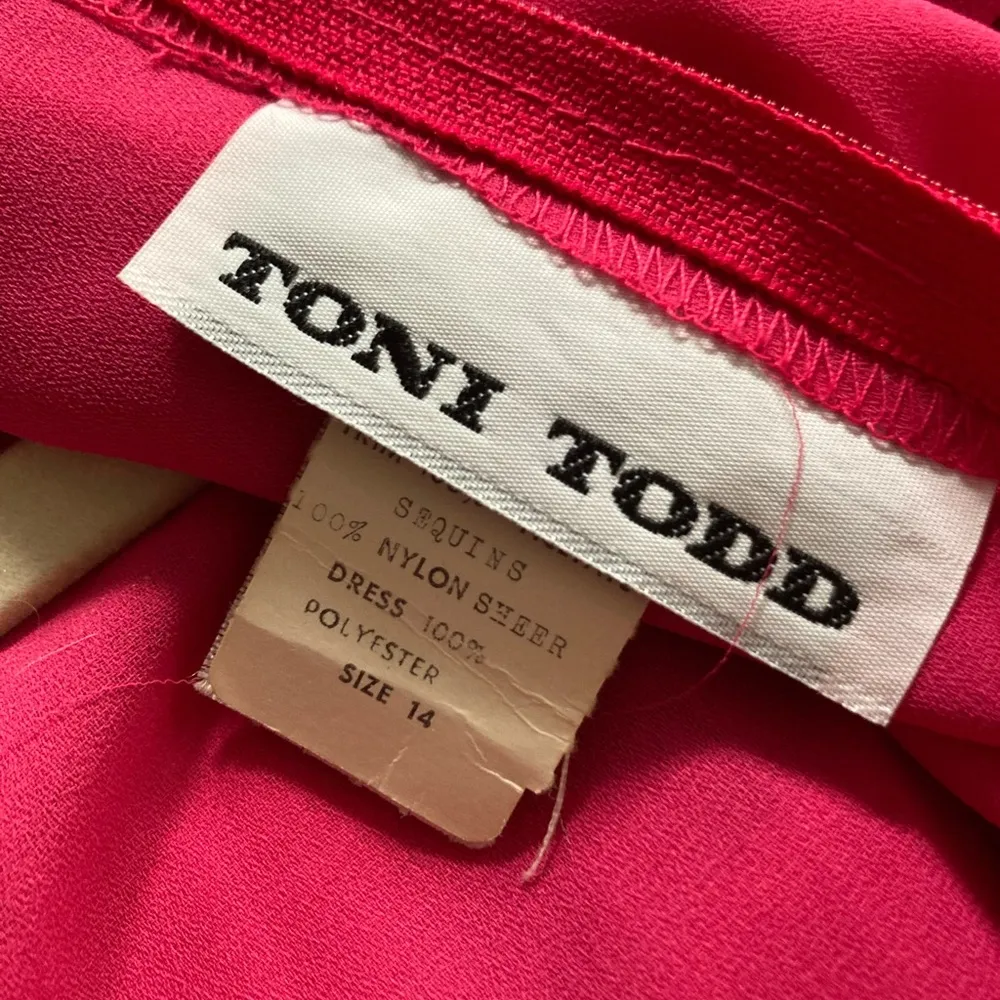 TONI TODD
SEQUINS
100% NYLON SHEER
DRESS 100%
POLYESTER
SIZE 14